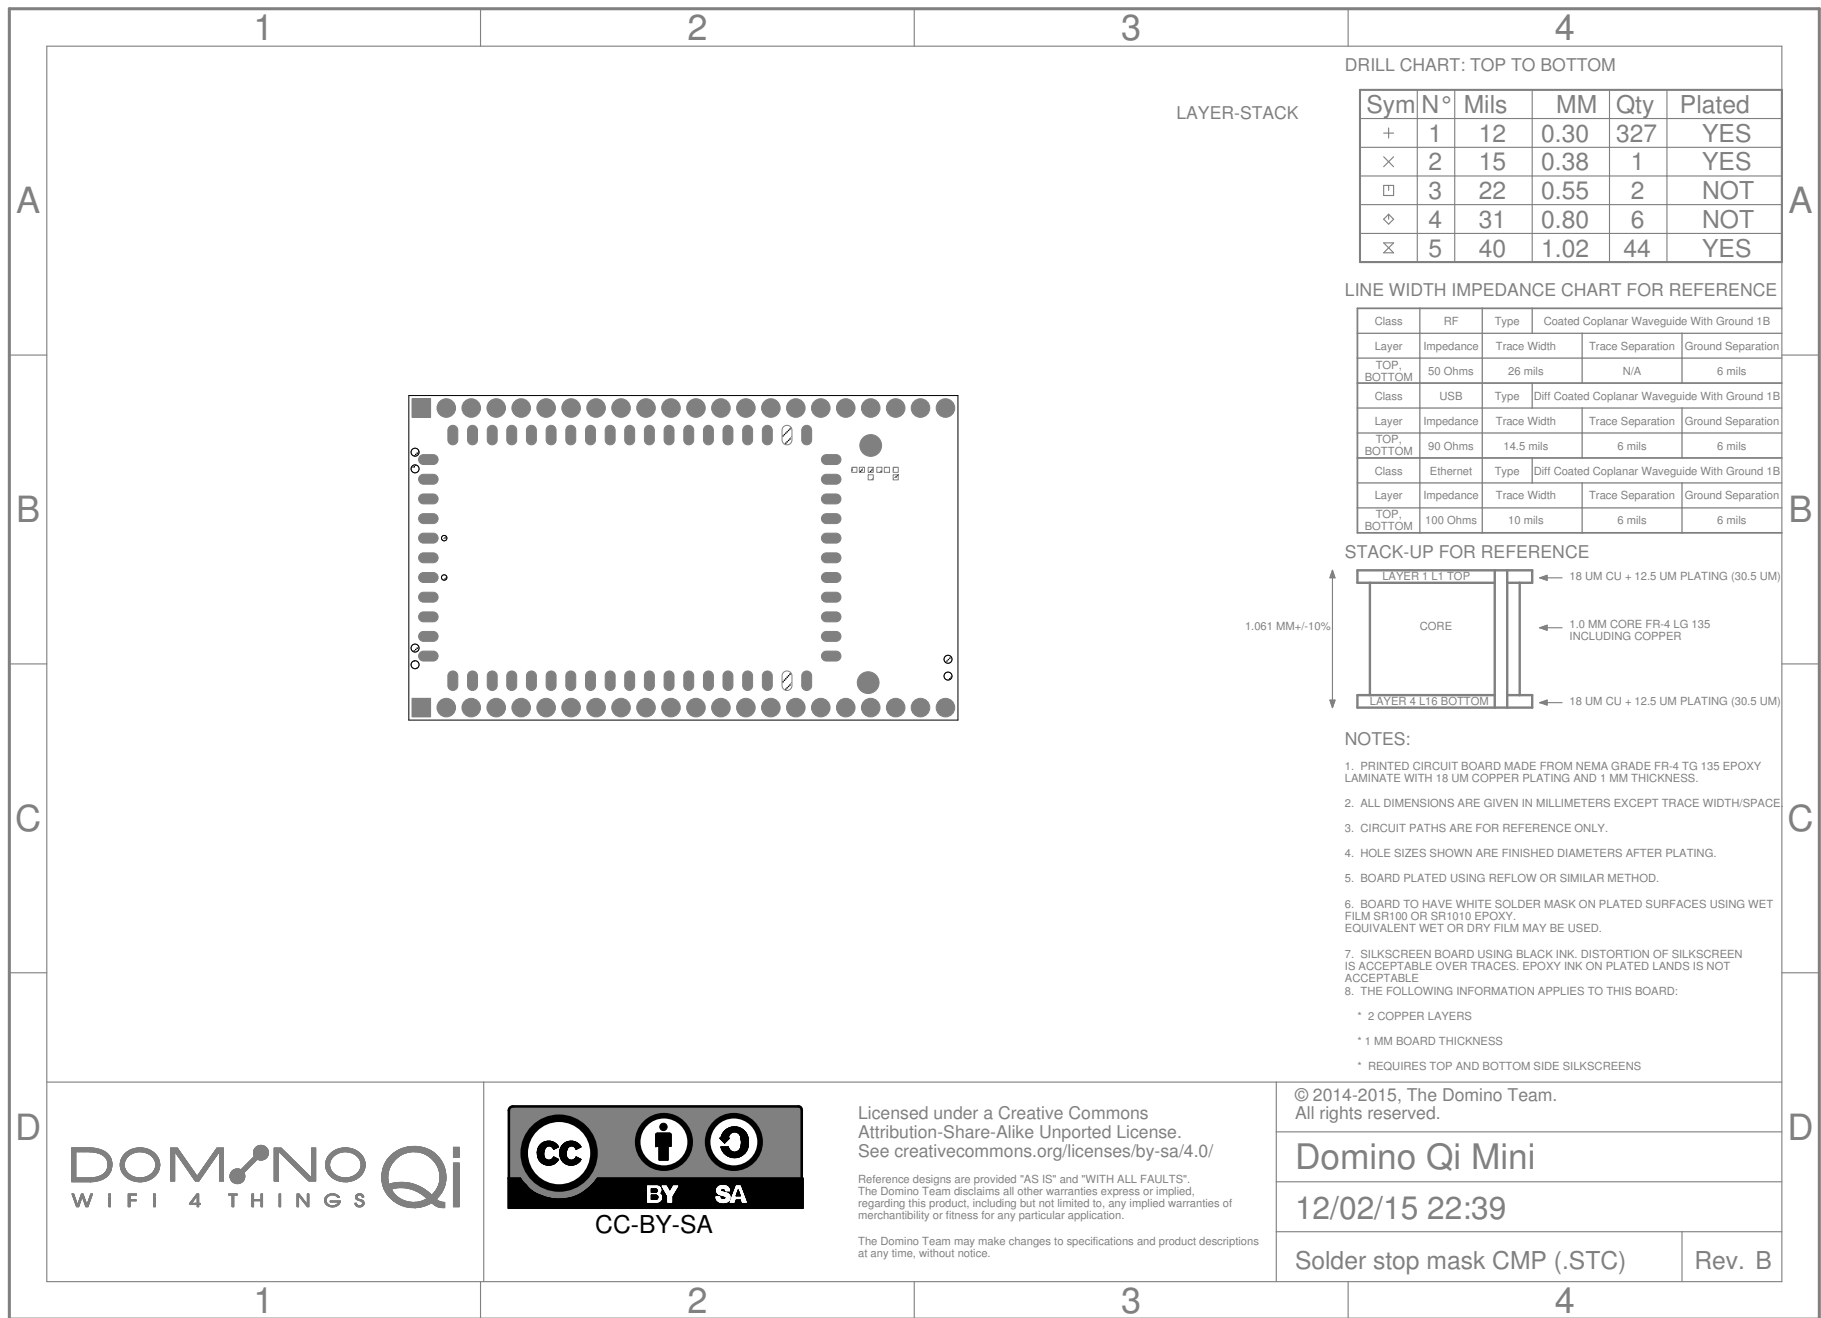 1 2 3 4
A
B
C
D
A
B
C
D
LAYER-STACK
DRILL CHART: TOP TO BOTTOM
Sym N° Mils MM Qty Plated
+ 1 12 0.30 327 YES
× 2 15 0.38 1 YES
3 22 0.55 2 NOT
4 31 0.80 6 NOT
5 40 1.02 44 YES
LINE WIDTH IMPEDANCE CHART FOR REFERENCE
Class RF Type Coated Coplanar Waveguide With Ground 1B
Layer Impedance Trace Width Trace Separation Ground Separation
TOP, BOTTOM 50 Ohms 26 mils N/A 6 mils
Class USB Type Diff Coated Coplanar Waveguide With Ground 1B
Layer Impedance Trace Width Trace Separation Ground Separation
TOP, BOTTOM 90 Ohms 14.5 mils 6 mils 6 mils
Class Ethernet Type Diff Coated Coplanar Waveguide With Ground 1B
Layer Impedance Trace Width Trace Separation Ground Separation
TOP, BOTTOM 100 Ohms 10 mils 6 mils 6 mils
STACK-UP FOR REFERENCE
LAYER 1 L1 TOP 18 UM CU + 12.5 UM PLATING (30.5 UM)
1.061 MM+/-10% CORE 1.0 MM CORE FR-4 LG 135
INCLUDING COPPER
LAYER 4 L16 BOTTOM 18 UM CU + 12.5 UM PLATING (30.5 UM)
NOTES:
1. PRINTED CIRCUIT BOARD MADE FROM NEMA GRADE FR-4 TG 135 EPOXY
LAMINATE WITH 18 UM COPPER PLATING AND 1 MM THICKNESS.
2. ALL DIMENSIONS ARE GIVEN IN MILLIMETERS EXCEPT TRACE WIDTH/SPACE
3. CIRCUIT PATHS ARE FOR REFERENCE ONLY.
4. HOLE SIZES SHOWN ARE FINISHED DIAMETERS AFTER PLATING.
5. BOARD PLATED USING REFLOW OR SIMILAR METHOD.
6. BOARD TO HAVE WHITE SOLDER MASK ON PLATED SURFACES USING WET
FILM SR100 OR SR1010 EPOXY.
EQUIVALENT WET OR DRY FILM MAY BE USED.
7. SILKSCREEN BOARD USING BLACK INK. DISTORTION OF SILKSCREEN
IS ACCEPTABLE OVER TRACES. EPOXY INK ON PLATED LANDS IS NOT
ACCEPTABLE
8. THE FOLLOWING INFORMATION APPLIES TO THIS BOARD:
* 2 COPPER LAYERS
* 1 MM BOARD THICKNESS
* REQUIRES TOP AND BOTTOM SIDE SILKSCREENS
DOMINO Qi
WIFI 4 THINGS
CC BY SA
CC-BY-SA
Licensed under a Creative Commons
Attribution-Share-Alike Unported License.
See creativecommons.org/licenses/by-sa/4.0/
Reference designs are provided "AS IS" and "WITH ALL FAULTS".
The Domino Team disclaims all other warranties express or implied,
regarding this product, including but not limited to, any implied warranties of
merchantibility or fitness for any particular application.
The Domino Team may make changes to specifications and product descriptions
at any time, without notice.
© 2014-2015, The Domino Team.
All rights reserved.
Domino Qi Mini
12/02/15 22:39
Solder stop mask CMP (.STC) Rev. B
1 2 3 4